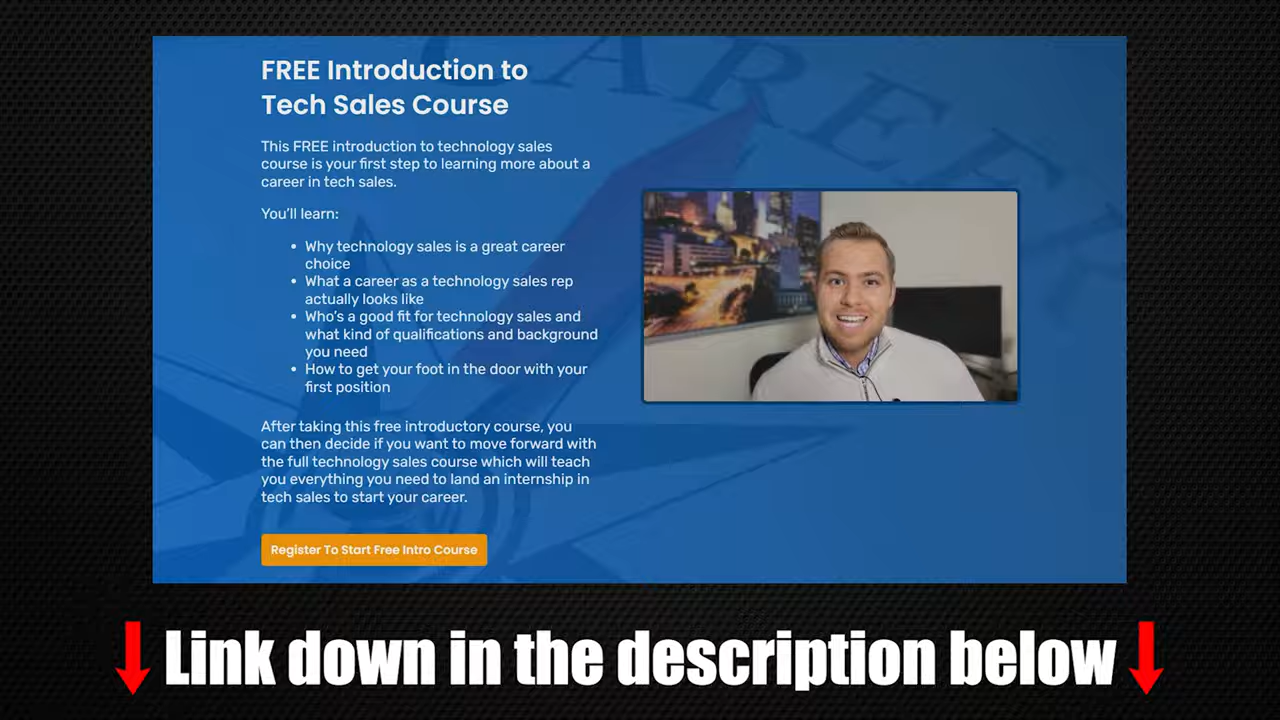 CAREER
FREE Introduction to
Tech Sales Course
This FREE introduction to technology sales
course is your first step to learning more about a
career in tech sales.
You'll learn:
• Why technology sales is a great career
choice
• What a career as a technology sales rep
actually looks like
• Who's a good fit for technology sales and
what kind of qualifications and background
you need
• How to get your foot in the door with your
first position
After taking this free introductory course, you
can then decide if you want to move forward with
the full technology sales course which will teach
you everything you need to land an internship in
tech sales to start your career.
Register To Start Free Intro Course
Link down in the description below